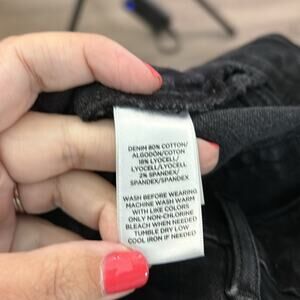 DENIM 80% COTTON/
ALGODÓN/COTON
18% LYOCELL/
LYOCELL/LYOCELL
2% SPANDEX/
SPANDEX/SPANDEX
WASH BEFORE WEARING
MACHINE WASH WARM
WITH LIKE COLORS
ONLY NON-CHLORINE
BLEACH WHEN NEEDED
TUMBLE DRY LOW
COOL IRON IF NEEDED